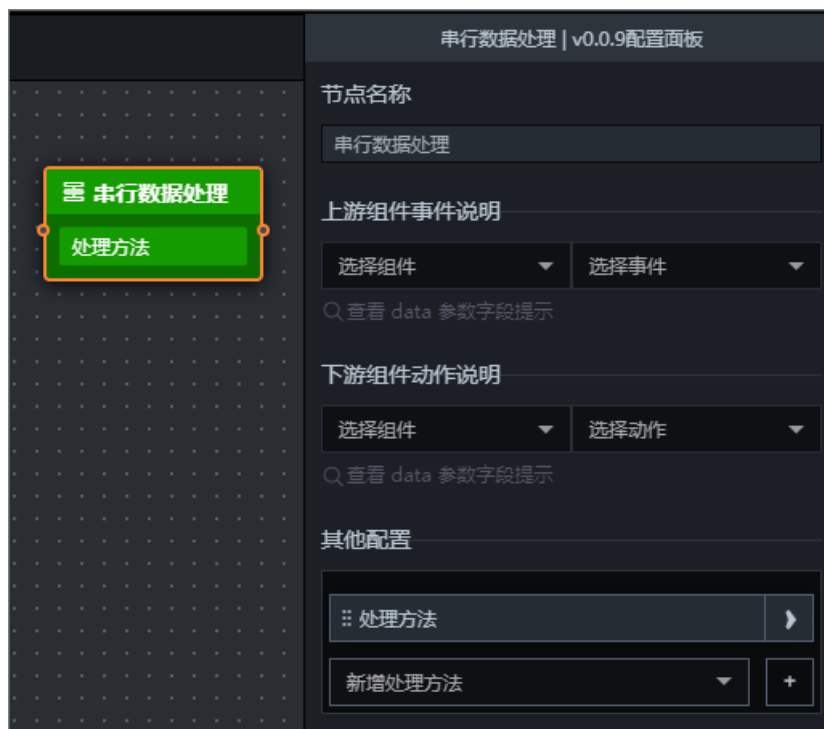 串行数据处理 | v0.0.9配置面板
节点名称
串行数据处理
串行数据处理
处理方法
上游组件事件说明
选择组件 选择事件
查看 data 参数字段提示
下游组件动作说明
选择组件 选择动作
查看 data 参数字段提示
其他配置
处理方法
新增处理方法 +